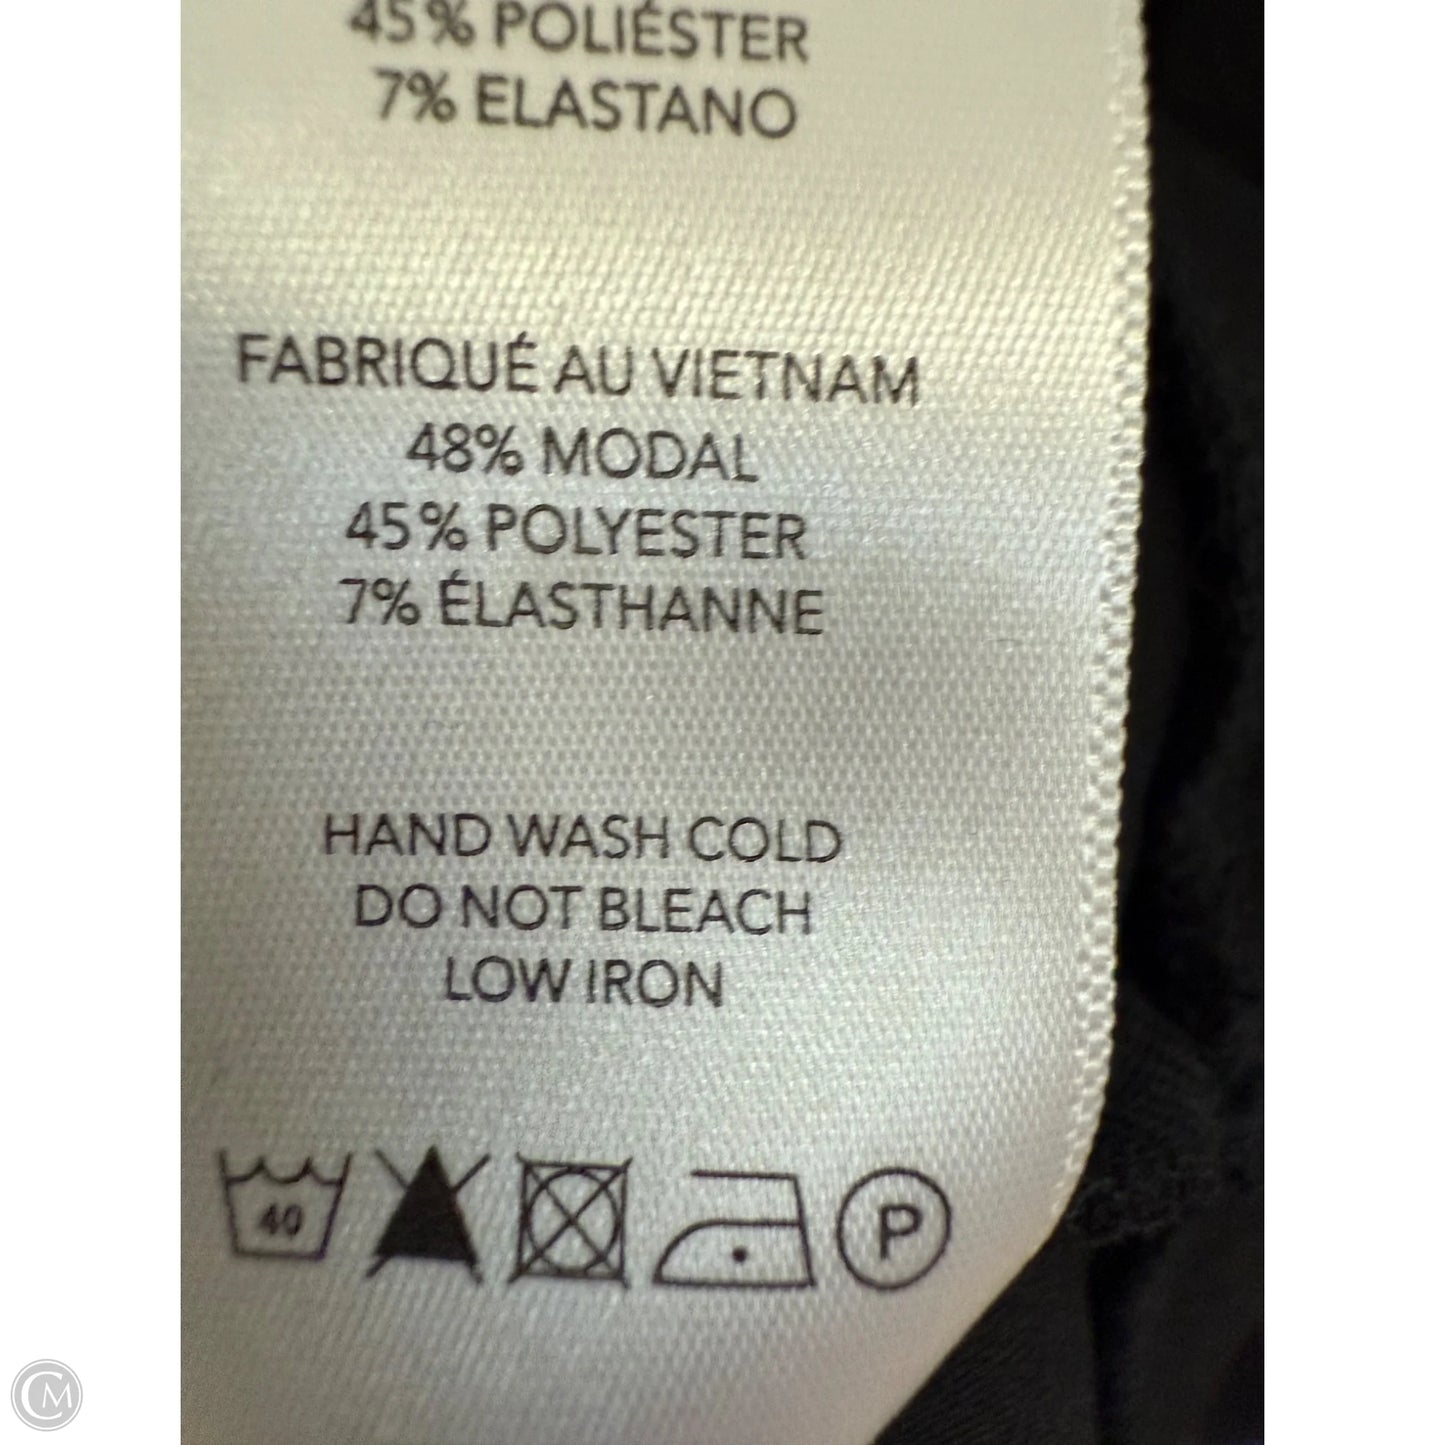 45% POLIÉSTER
7% ELASTANO
FABRIQUÉ AU VIETNAM
48% MODAL
45% POLYESTER
7% ÉLASTHANNE
HAND WASH COLD
DO NOT BLEACH
LOW IRON
40
P
CM